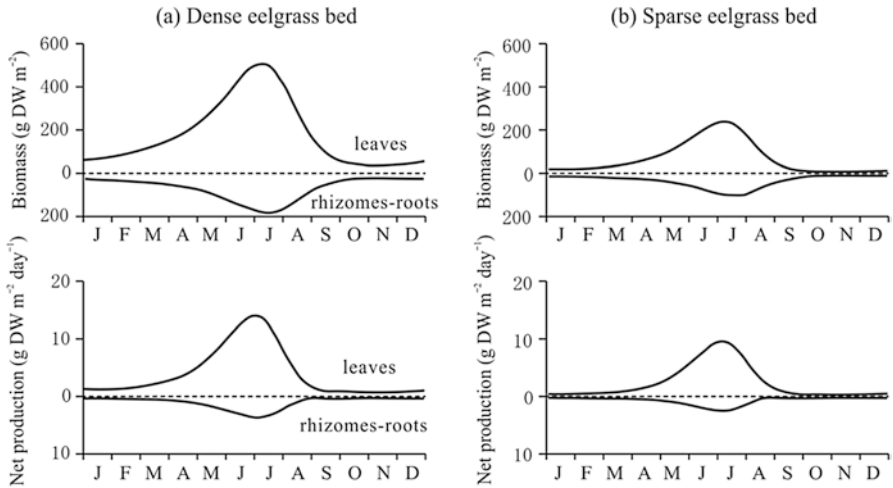 (a) Dense eelgrass bed
(b) Sparse eelgrass bed
Biomass (g DW m-2)
600
400
200
0
200
leaves
rhizomes-roots
J F M A M J J A S O N D
Biomass (g DW m-2)
600
400
200
0
200
J F M A M J J A S O N D
Net production (g DW m-2 day-1)
20
10
0
10
leaves
rhizomes-roots
J F M A M J J A S O N D
Net production (g DW m-2 day-1)
20
10
0
10
J F M A M J J A S O N D